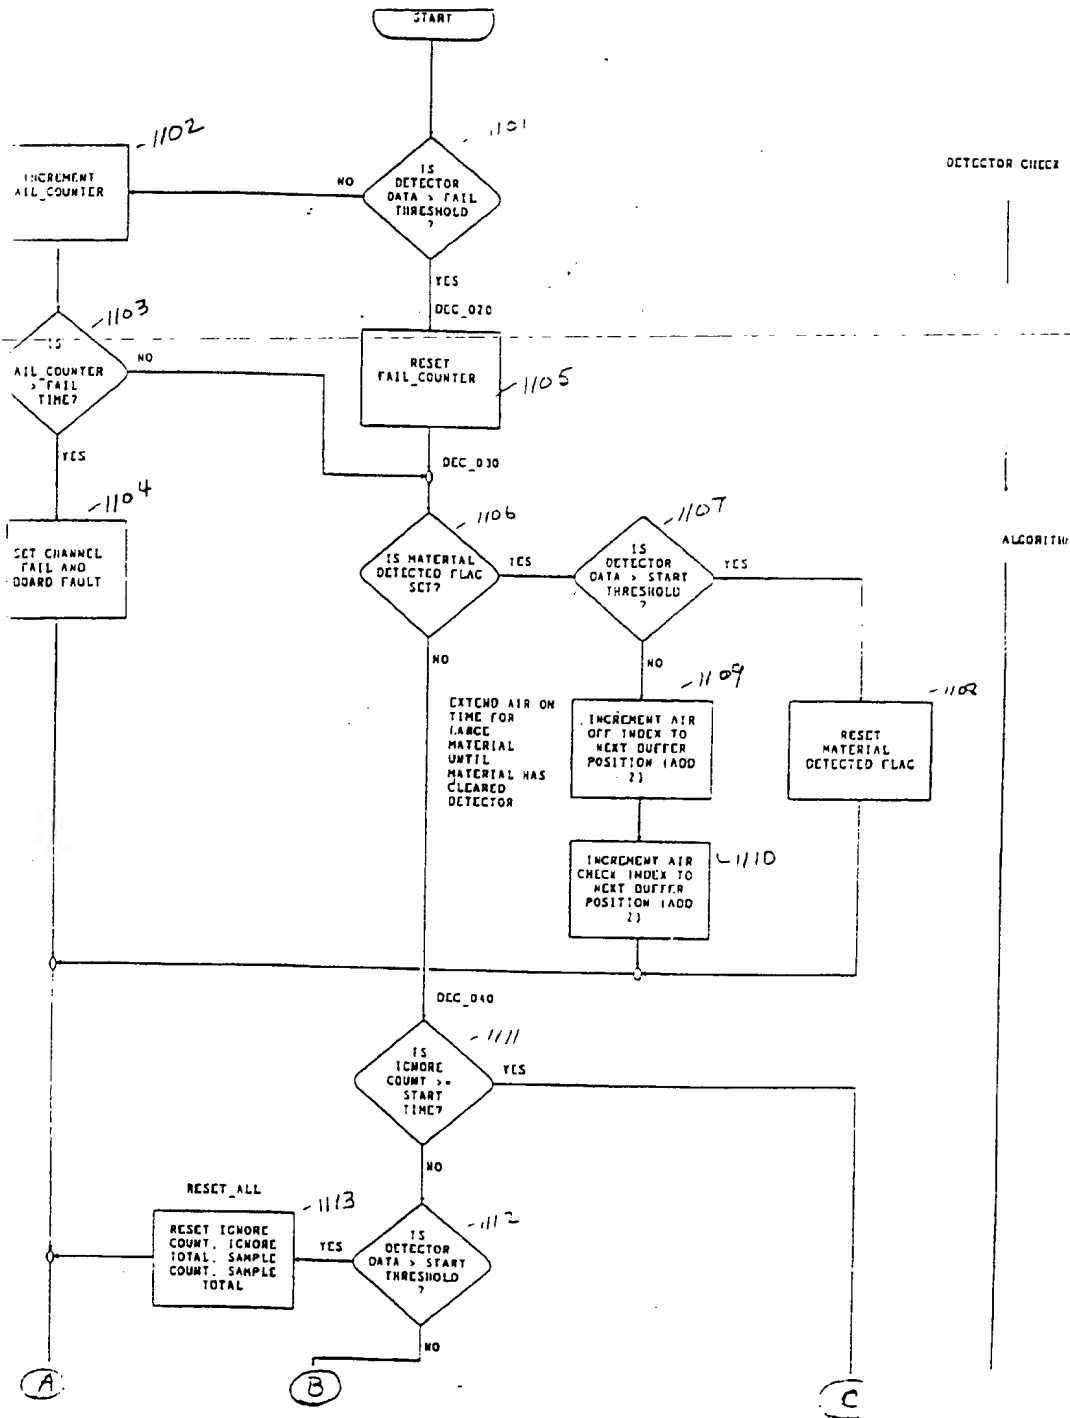 START
1101
1102
IS
DETECTOR
DATA > FAIL
THRESHOLD
?
NO
INCREMENT
AIL_COUNTER
DETECTOR CHECK
YES
DEC_020
1103
IS
AIL_COUNTER
> FAIL
TIME?
NO
RESET
FAIL_COUNTER
1105
YES
DEC_030
1104
SET CHANNEL
FAIL AND
BOARD FAULT
1106
IS MATERIAL
DETECTED FLAG
SET?
YES
1107
IS
DETECTOR
DATA > START
THRESHOLD
?
YES
ALGORITH
NO
NO
1109
1108
EXTEND AIR ON
TIME FOR
LARGE
MATERIAL
UNTIL
MATERIAL HAS
CLEARED
DETECTOR
INCREMENT AIR
OFF INDEX TO
NEXT BUFFER
POSITION (ADD
2)
RESET
MATERIAL
DETECTED FLAG
INCREMENT AIR
CHECK INDEX TO
NEXT BUFFER
POSITION (ADD
2)
1110
DEC_040
1111
IS
IGNORE
COUNT >=
START
TIME?
YES
NO
RESET_ALL
1113
RESET IGNORE
COUNT, IGNORE
TOTAL, SAMPLE
COUNT, SAMPLE
TOTAL
YES
1112
IS
DETECTOR
DATA > START
THRESHOLD
?
NO
A
B
C